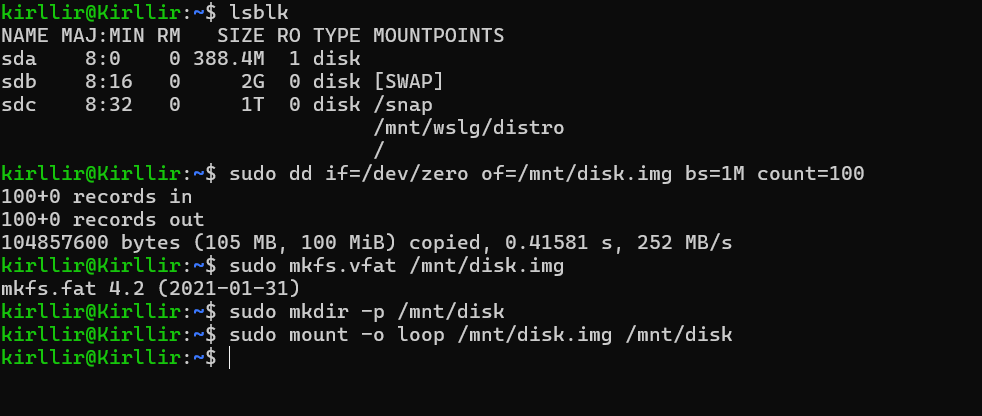 kirllir@Kirllir:~$ lsblk
NAME MAJ:MIN RM   SIZE RO TYPE MOUNTPOINTS
sda    8:0    0 388.4M  1 disk
sdb    8:16   0     2G  0 disk [SWAP]
sdc    8:32   0     1T  0 disk /snap
                               /mnt/wslg/distro
                               /
kirllir@Kirllir:~$ sudo dd if=/dev/zero of=/mnt/disk.img bs=1M count=100
100+0 records in
100+0 records out
104857600 bytes (105 MB, 100 MiB) copied, 0.41581 s, 252 MB/s
kirllir@Kirllir:~$ sudo mkfs.vfat /mnt/disk.img
mkfs.fat 4.2 (2021-01-31)
kirllir@Kirllir:~$ sudo mkdir -p /mnt/disk
kirllir@Kirllir:~$ sudo mount -o loop /mnt/disk.img /mnt/disk
kirllir@Kirllir:~$